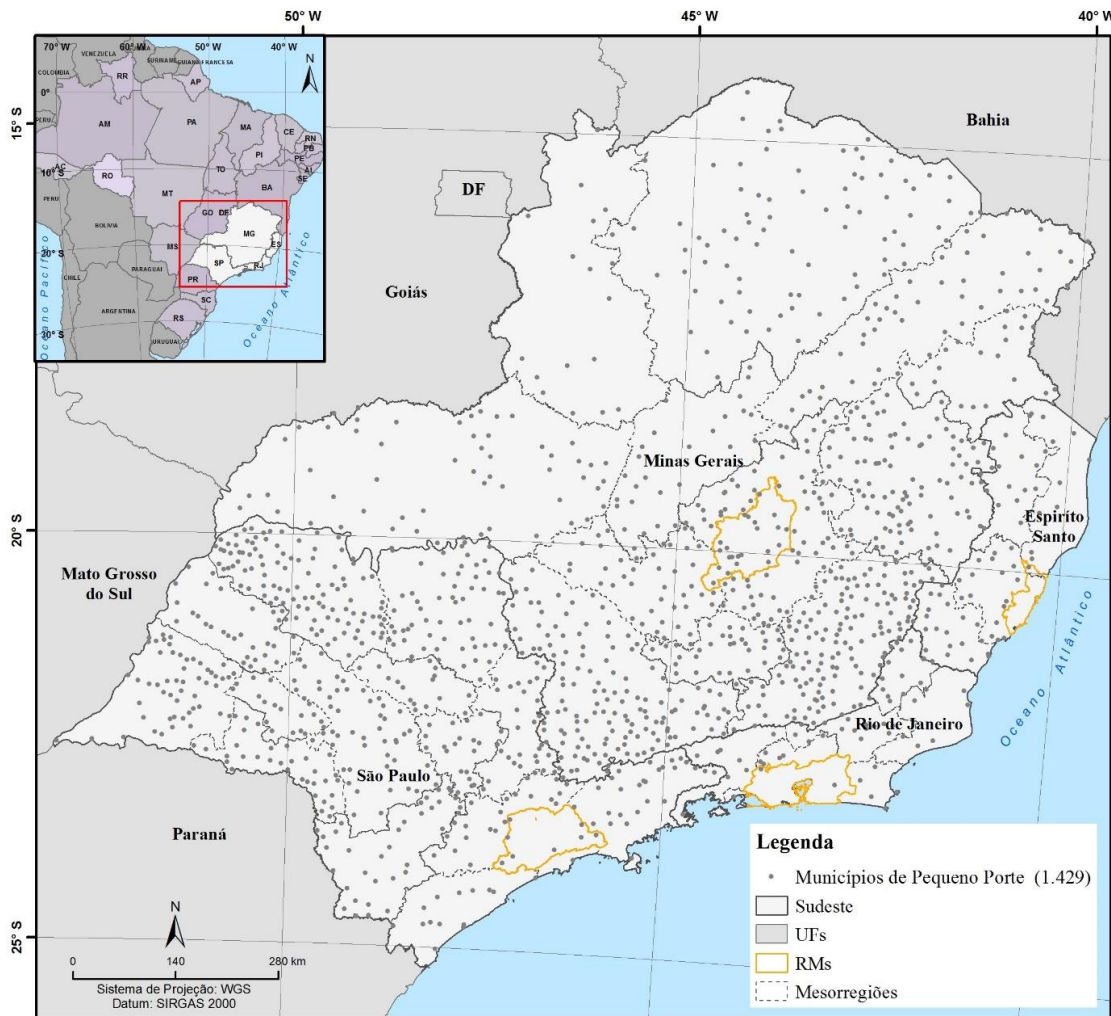 50° W
45° W
40° W
70° W
60° W
50° W
40° W
N
VENEZUELA
SURINAME
GUIANA FRANCESA
COLOMBIA
RR
AP
0°
AM
PA
MA
CE
RN
PB
PE
AL
SE
PI
PERU
AC
RO
TO
BA
10° S
MT
PERU
GO
DF
BOLIVIA
MG
ES
MS
SP
RJ
20° S
PARAGUAI
CHILE
PR
SC
RS
ARGENTINA
URUGUAI
30° S
Oceano Pacífico
Oceano Atlântico
15° S
20° S
25° S
Bahia
DF
Goiás
Minas Gerais
Espírito
Santo
Mato Grosso
do Sul
Rio de Janeiro
São Paulo
Paraná
Oceano Atlântico
N
0 140 280 km
Sistema de Projeção: WGS
Datum: SIRGAS 2000
Legenda
Municípios de Pequeno Porte (1.429)
Sudeste
UFs
RMs
Mesorregiões